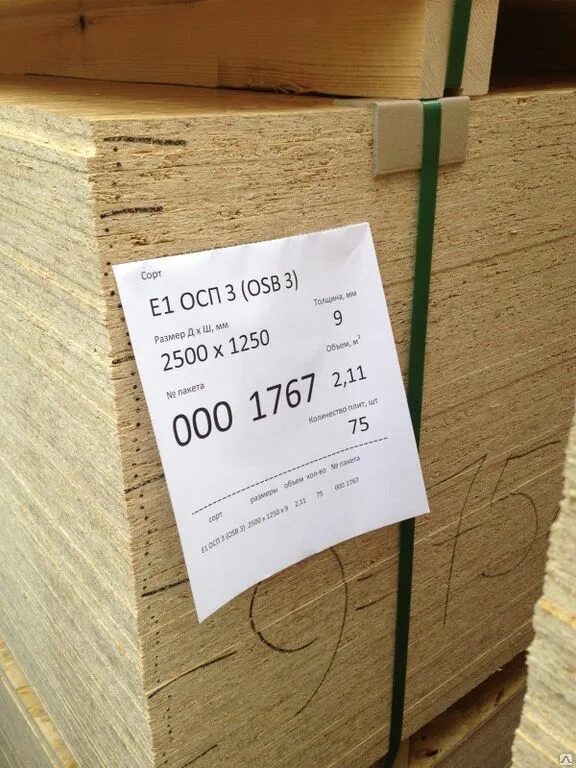 Сорт
Е1 ОСП 3 (OSB 3)
Размер Д х Ш, мм
Толщина, мм
2500 х 1250
9
№ пакета
Объем, м³
000 1767
2,11
Количество плит, шт
75
сорт размеры объем кол-во № пакета
Е1 ОСП 3 (OSB 3) 2500 х 1250 х 9 2,11 75 000 1767
9-15